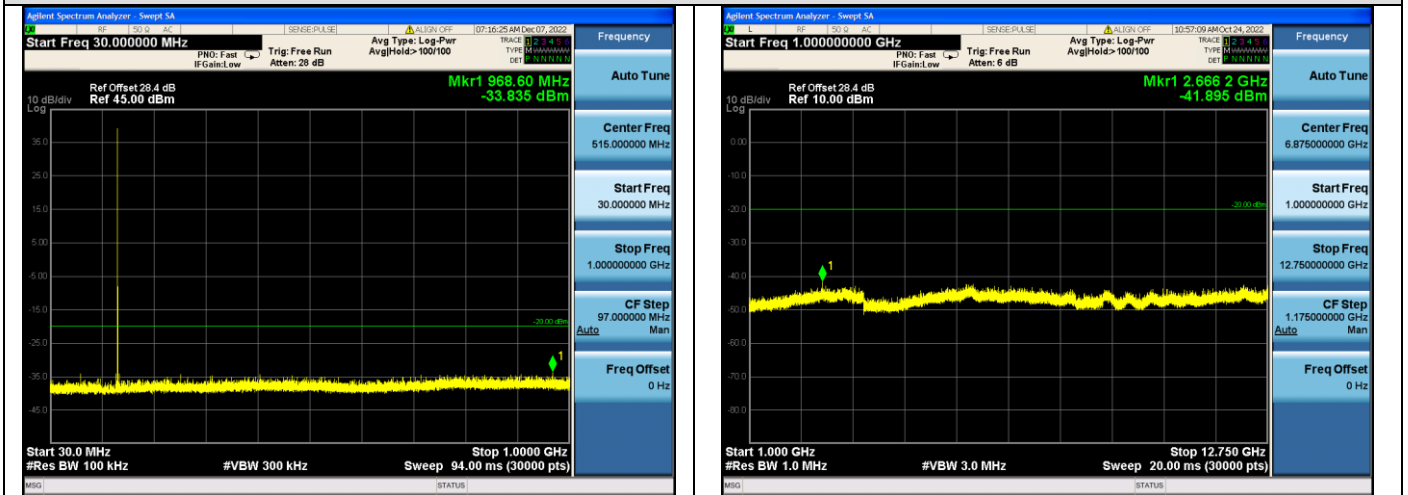 Agilent Spectrum Analyzer - Swept SA
RF 50 Ω AC SENSE:PULSE ALIGN OFF 07:16:25 AM Dec 07, 2022
Start Freq 30.000000 MHz
PNO: Fast Trig: Free Run Avg Type: Log-Pwr TRACE 1 2 3 4 5 6
IFGain:Low Atten: 28 dB Avg|Hold:> 100/100 TYPE
DET P N N N N N
Mkr1 968.60 MHz
Ref Offset 28.4 dB
-33.835 dBm
10 dB/div Ref 45.00 dBm
Log
35.0
25.0
15.0
5.00
-5.00
-15.0
-20.00 dBm
-25.0
1
-35.0
-45.0
Start 30.0 MHz Stop 1.0000 GHz
#Res BW 100 kHz #VBW 300 kHz Sweep 94.00 ms (30000 pts)
MSG STATUS
Frequency
Auto Tune
Center Freq
515.000000 MHz
Start Freq
30.000000 MHz
Stop Freq
1.000000000 GHz
CF Step
97.000000 MHz
Auto Man
Freq Offset
0 Hz
Agilent Spectrum Analyzer - Swept SA
L RF 50 Ω AC SENSE:PULSE ALIGN OFF 10:57:09 AM Oct 24, 2022
Start Freq 1.000000000 GHz
PNO: Fast Trig: Free Run Avg Type: Log-Pwr TRACE 1 2 3 4 5 6
IFGain:Low Atten: 6 dB Avg|Hold:> 100/100 TYPE
DET P N N N N N
Mkr1 2.666 2 GHz
Ref Offset 28.4 dB
-41.895 dBm
10 dB/div Ref 10.00 dBm
Log
0.00
-10.0
-20.0
-20.00 dBm
-30.0
-40.0
1
-50.0
-60.0
-70.0
-80.0
Start 1.000 GHz Stop 12.750 GHz
#Res BW 1.0 MHz #VBW 3.0 MHz Sweep 20.00 ms (30000 pts)
MSG STATUS
Frequency
Auto Tune
Center Freq
6.875000000 GHz
Start Freq
1.000000000 GHz
Stop Freq
12.750000000 GHz
CF Step
1.175000000 GHz
Auto Man
Freq Offset
0 Hz